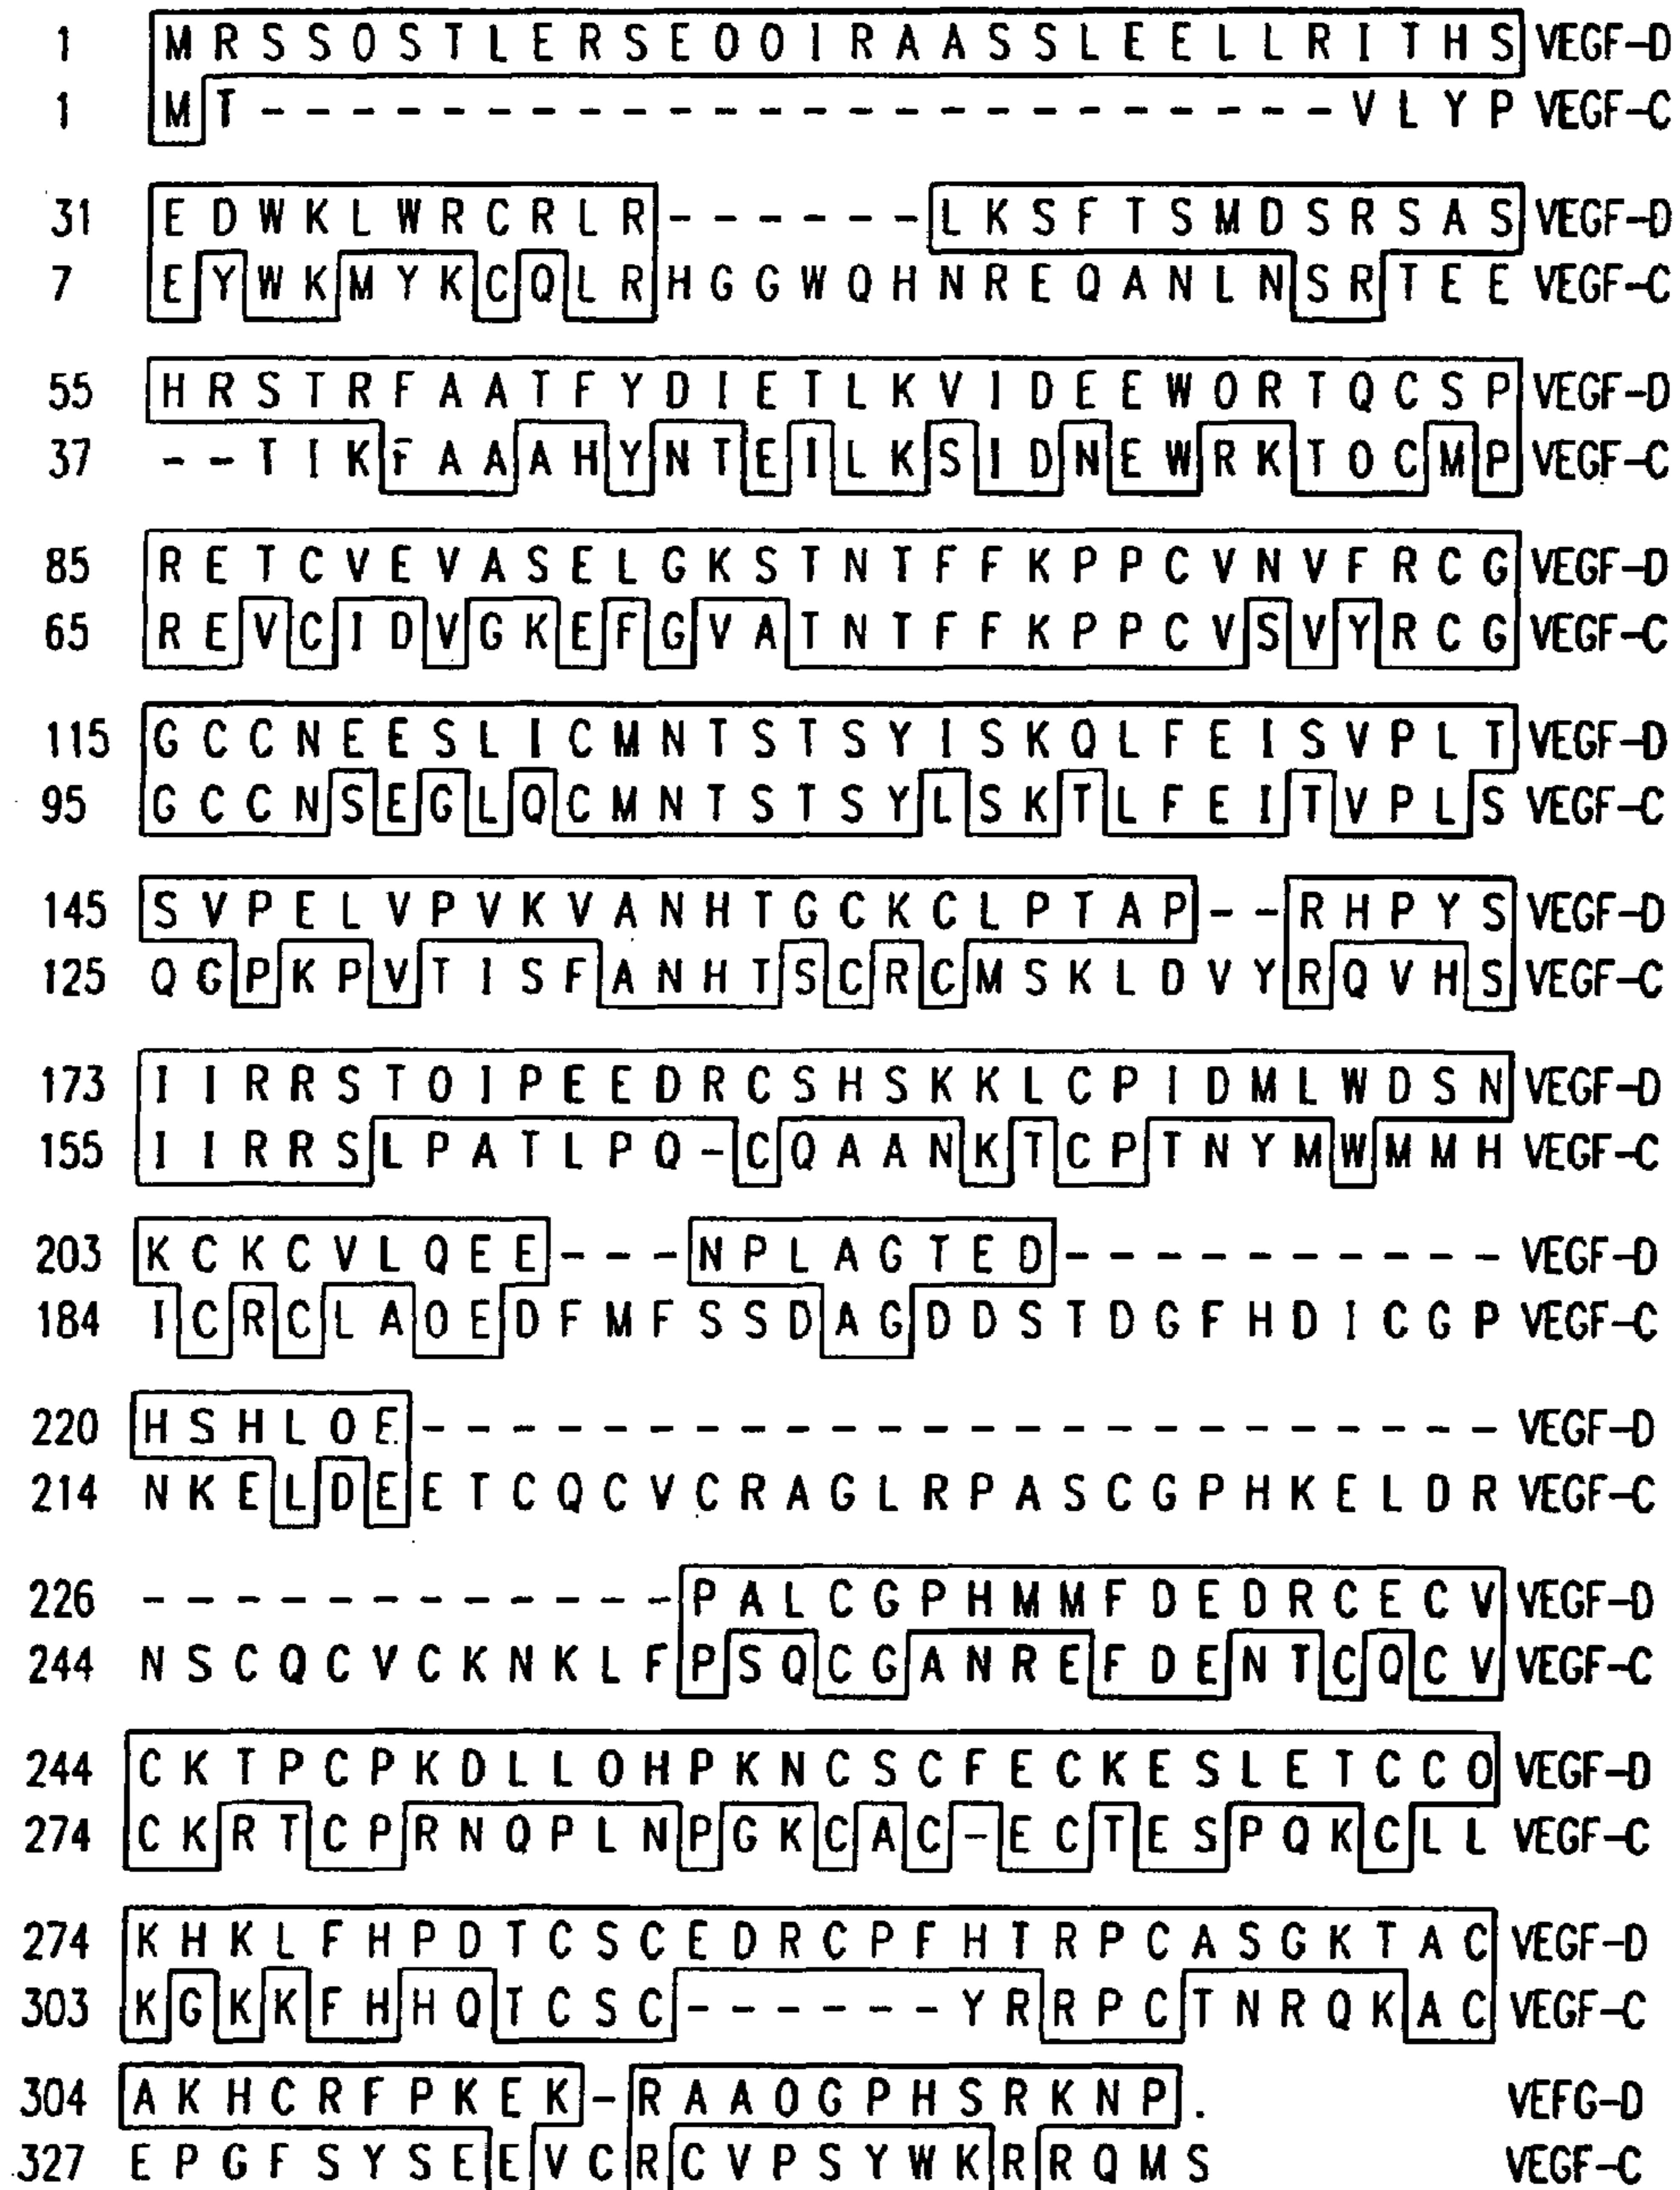 1 M R S S O S T L E R S E O O I R A A S S L E E L L R I T H S VEGF-D
1 M T - - - - - - - - - - - - - - - - - - - - - - - - V L Y P VEGF-C
31 E D W K L W R C R L R - - - - - - L K S F T S M D S R S A S VEGF-D
7 E Y W K M Y K C Q L R H G G W Q H N R E Q A N L N S R T E E VEGF-C
55 H R S T R F A A T F Y D I E T L K V I D E E W O R T Q C S P VEGF-D
37 - - T I K F A A A H Y N T E I L K S I D N E W R K T O C M P VEGF-C
85 R E T C V E V A S E L G K S T N T F F K P P C V N V F R C G VEGF-D
65 R E V C I D V G K E F G V A T N T F F K P P C V S V Y R C G VEGF-C
115 G C C N E E S L I C M N T S T S Y I S K Q L F E I S V P L T VEGF-D
95 G C C N S E G L Q C M N T S T S Y L S K T L F E I T V P L S VEGF-C
145 S V P E L V P V K V A N H T G C K C L P T A P - - R H P Y S VEGF-D
125 Q G P K P V T I S F A N H T S C R C M S K L D V Y R Q V H S VEGF-C
173 I I R R S T O I P E E D R C S H S K K L C P I D M L W D S N VEGF-D
155 I I R R S L P A T L P Q - C Q A A N K T C P T N Y M W M M H VEGF-C
203 K C K C V L Q E E - - - N P L A G T E D - - - - - - - - - - VEGF-D
184 I C R C L A O E D F M F S S D A G D D S T D G F H D I C G P VEGF-C
220 H S H L O E - - - - - - - - - - - - - - - - - - - - - - - - VEGF-D
214 N K E L D E E T C Q C V C R A G L R P A S C G P H K E L D R VEGF-C
226 - - - - - - - - - - - - P A L C G P H M M F D E D R C E C V VEGF-D
244 N S C Q C V C K N K L F P S Q C G A N R E F D E N T C Q C V VEGF-C
244 C K T P C P K D L L O H P K N C S C F E C K E S L E T C C O VEGF-D
274 C K R T C P R N Q P L N P G K C A C - E C T E S P Q K C L L VEGF-C
274 K H K L F H P D T C S C E D R C P F H T R P C A S G K T A C VEGF-D
303 K G K K F H H Q T C S C - - - - - - Y R R P C T N R Q K A C VEGF-C
304 A K H C R F P K E K - R A A O G P H S R K N P . VEFG-D
327 E P G F S Y S E E V C R C V P S Y W K R R Q M S VEGF-C